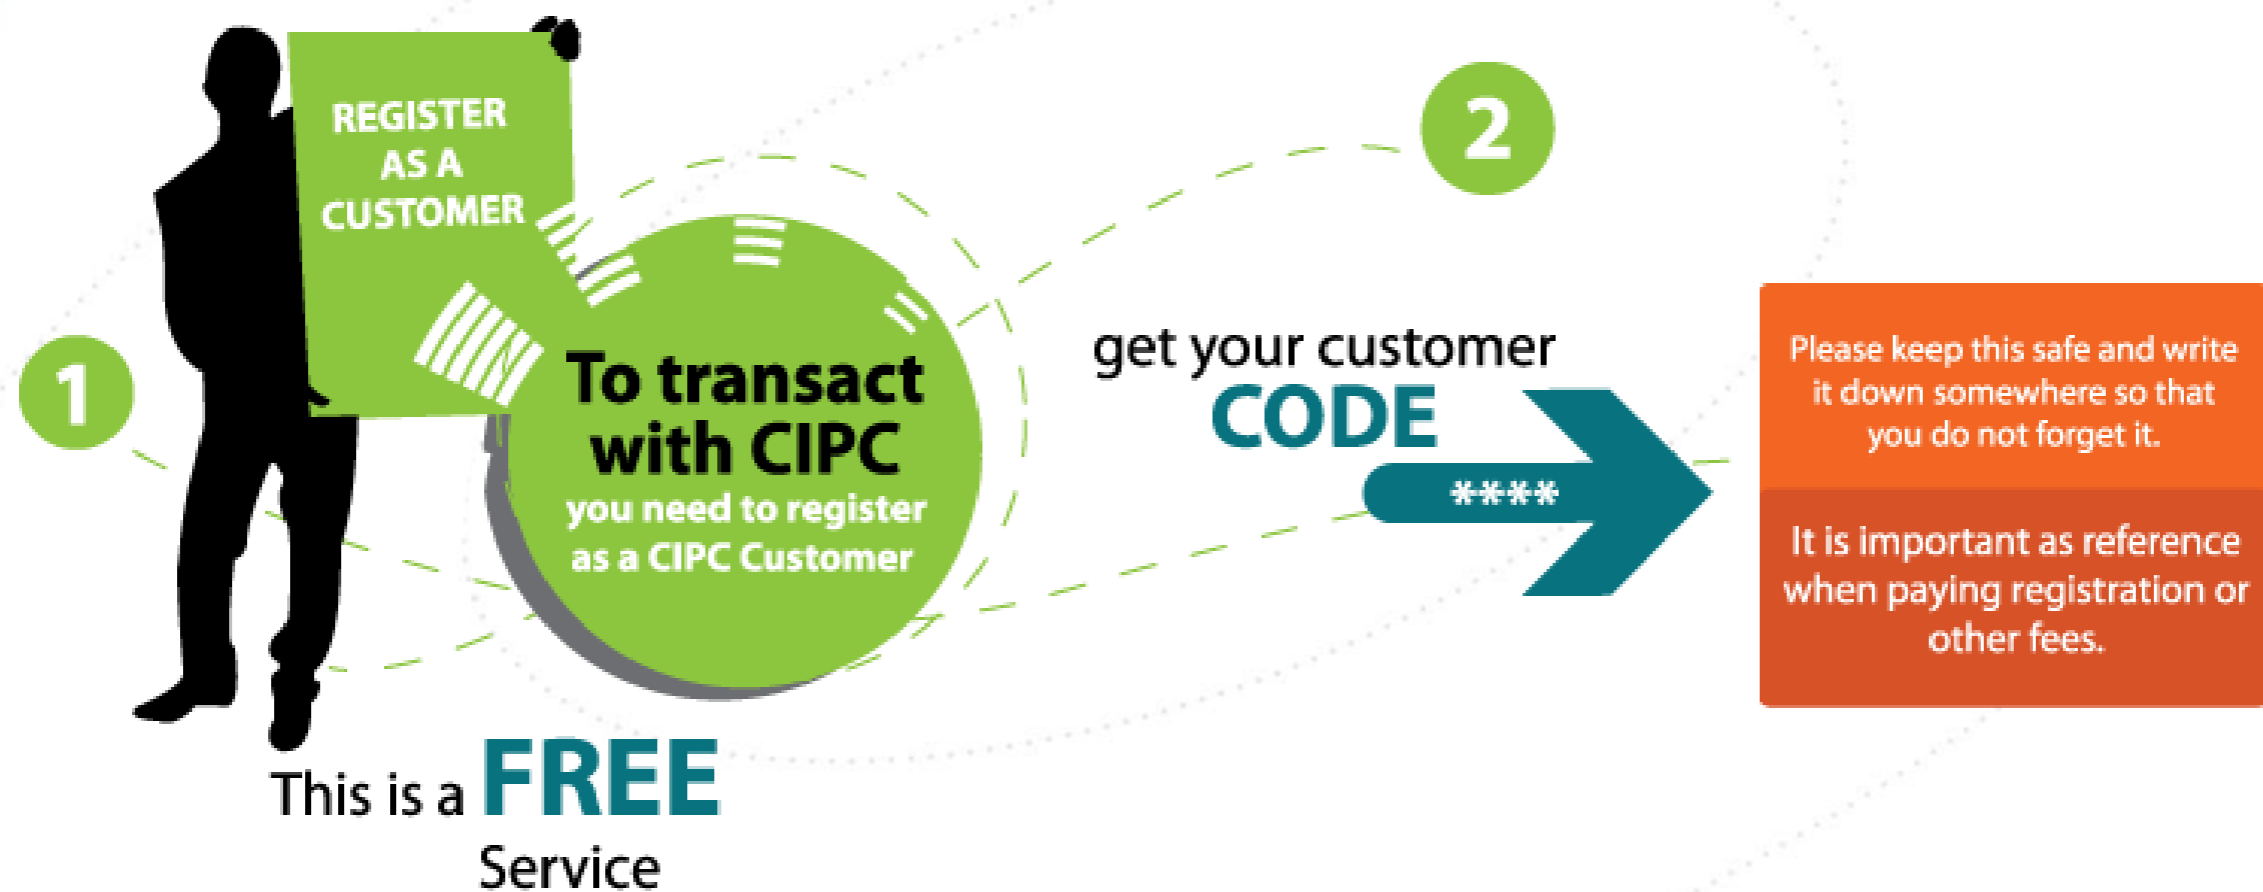 REGISTER
AS A
CUSTOMER
1
To transact
with CIPC
you need to register
as a CIPC Customer
This is a FREE
Service
2
get your customer
CODE
****
Please keep this safe and write
it down somewhere so that
you do not forget it.
It is important as reference
when paying registration or
other fees.